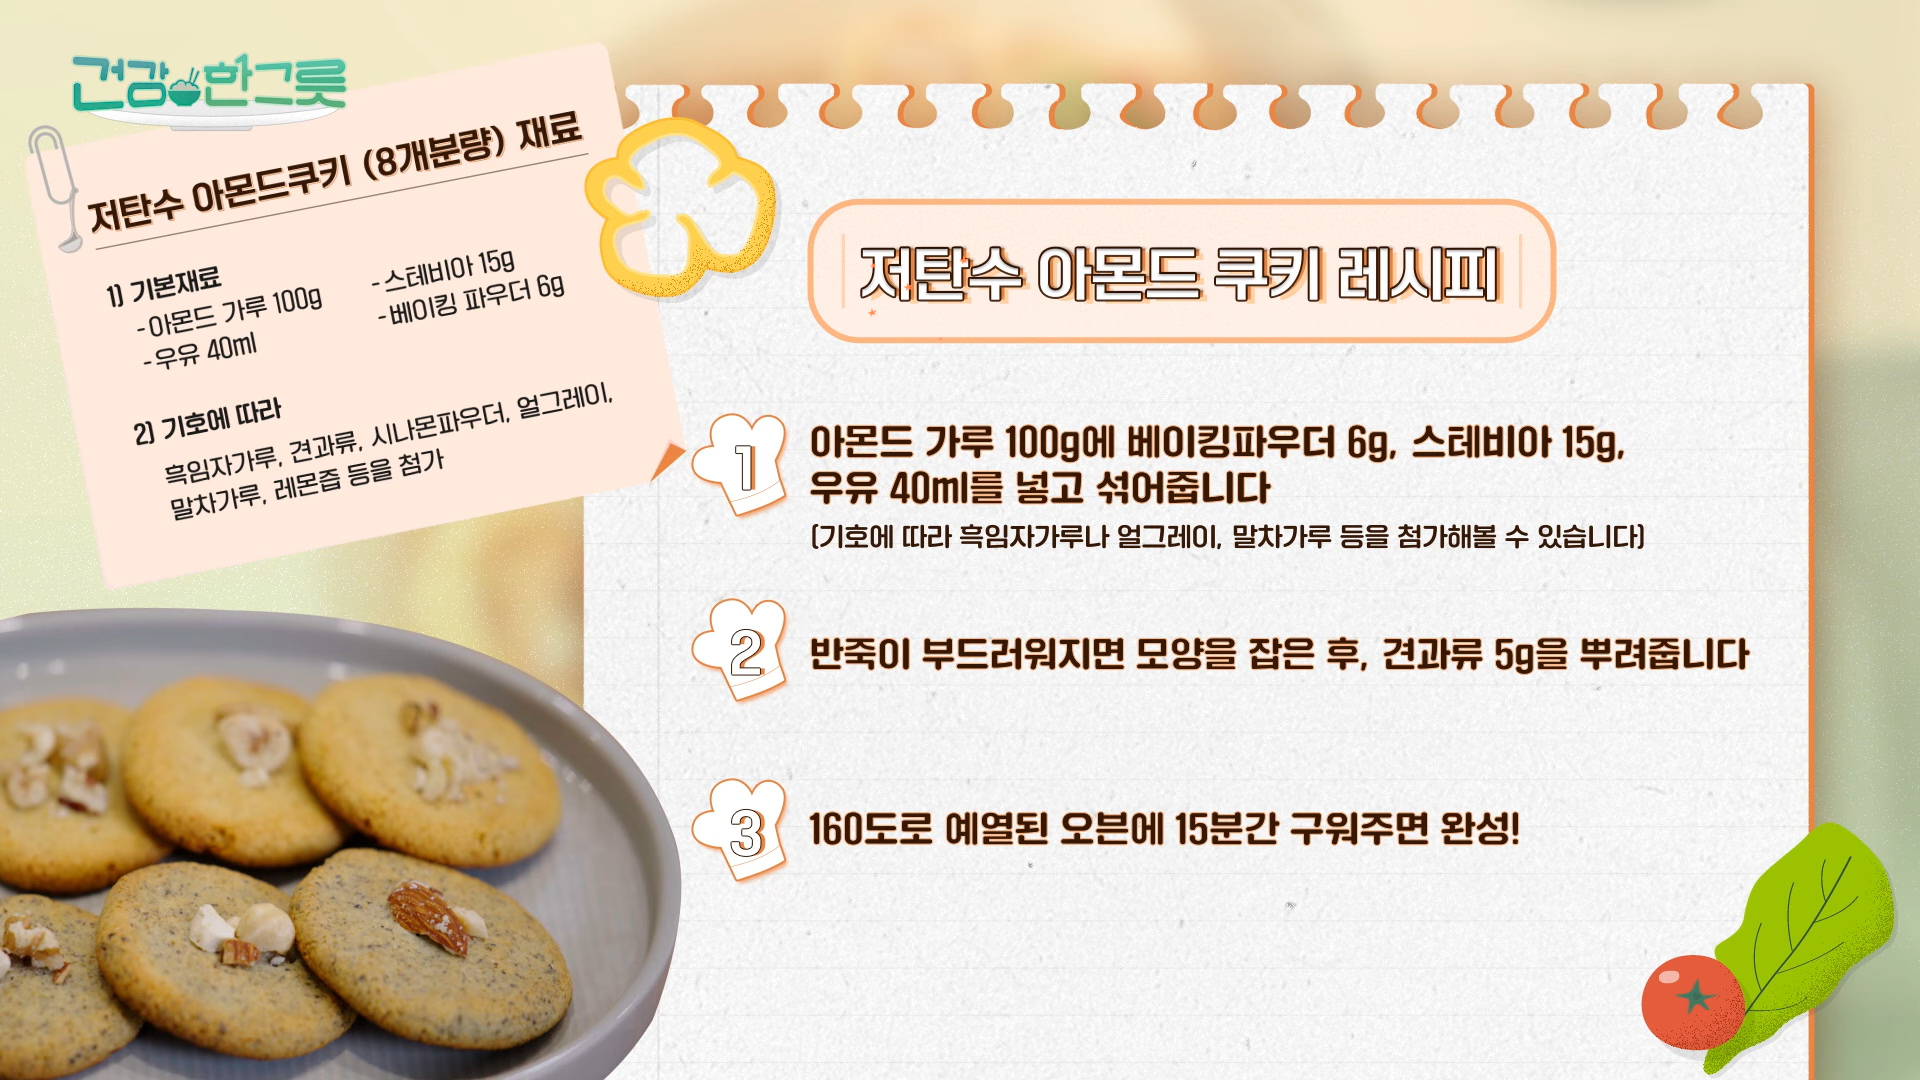 건강한그릇
저탄수 아몬드쿠키 (8개분량) 재료
1) 기본재료
- 아몬드 가루 100g
- 우유 40ml
- 스테비아 15g
- 베이킹 파우더 6g
2) 기호에 따라
흑임자가루, 견과류, 시나몬파우더, 얼그레이,
말차가루, 레몬즙 등을 첨가
저탄수 아몬드 쿠키 레시피
1
아몬드 가루 100g에 베이킹파우더 6g, 스테비아 15g,
우유 40ml를 넣고 섞어줍니다
(기호에 따라 흑임자가루나 얼그레이, 말차가루 등을 첨가해볼 수 있습니다)
2
반죽이 부드러워지면 모양을 잡은 후, 견과류 5g을 뿌려줍니다
3
160도로 예열된 오븐에 15분간 구워주면 완성!